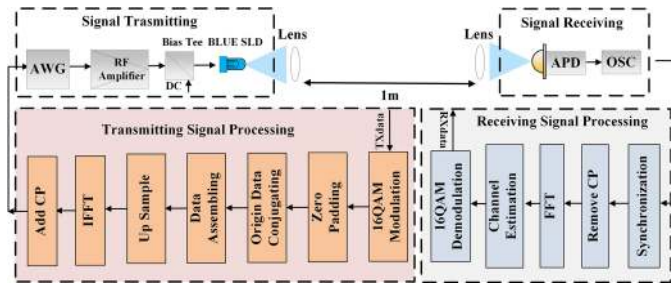 Signal Trasmitting
AWG
RF
Amplifier
Bias Tee
DC
BLUE SLD
Lens
1m
Lens
Signal Receiving
APD
OSC
Transmitting Signal Processing
TXdata
Add CP
IFFT
Up Sample
Data
Assembling
Origin Data
Conjugating
Zero
Padding
16QAM
Modulation
RXdata
Receiving Signal Processing
16QAM
Demodulation
Channel
Estimation
FFT
Remove CP
Synchronization